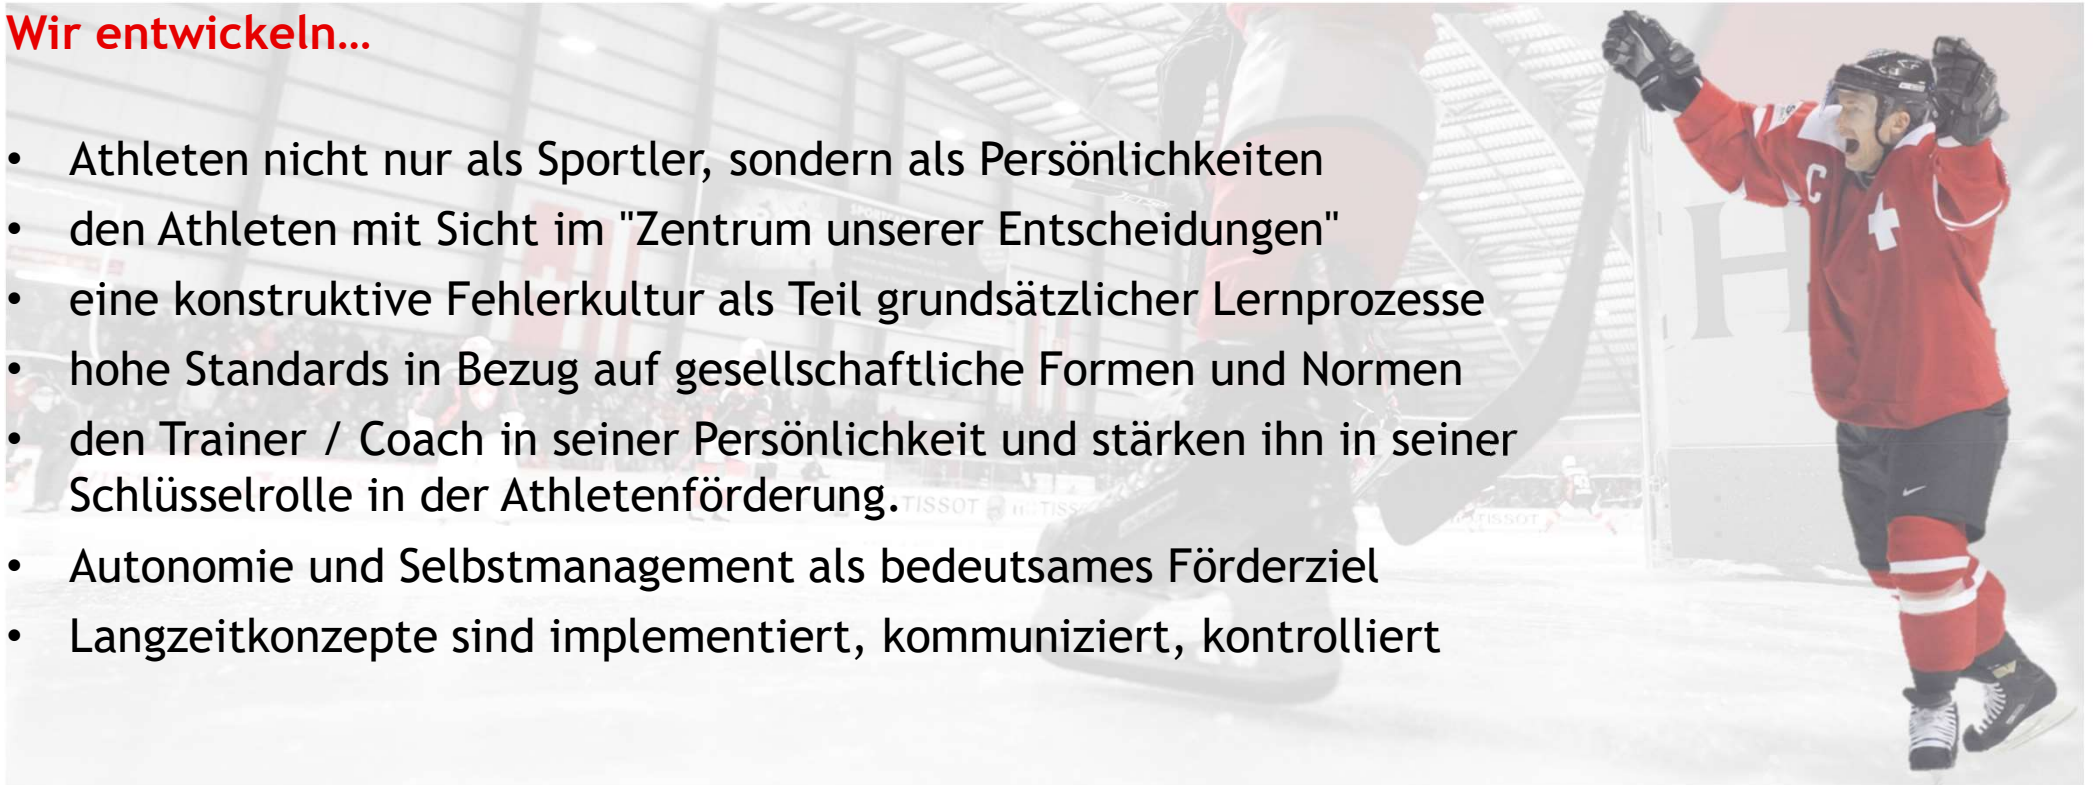 Wir entwickeln…
• Athleten nicht nur als Sportler, sondern als Persönlichkeiten
• den Athleten mit Sicht im "Zentrum unserer Entscheidungen"
• eine konstruktive Fehlerkultur als Teil grundsätzlicher Lernprozesse
• hohe Standards in Bezug auf gesellschaftliche Formen und Normen
• den Trainer / Coach in seiner Persönlichkeit und stärken ihn in seiner
Schlüsselrolle in der Athletenförderung.
TISSOT
TISSOT
• Autonomie und Selbstmanagement als bedeutsames Förderziel
• Langzeitkonzepte sind implementiert, kommuniziert, kontrolliert
C
H